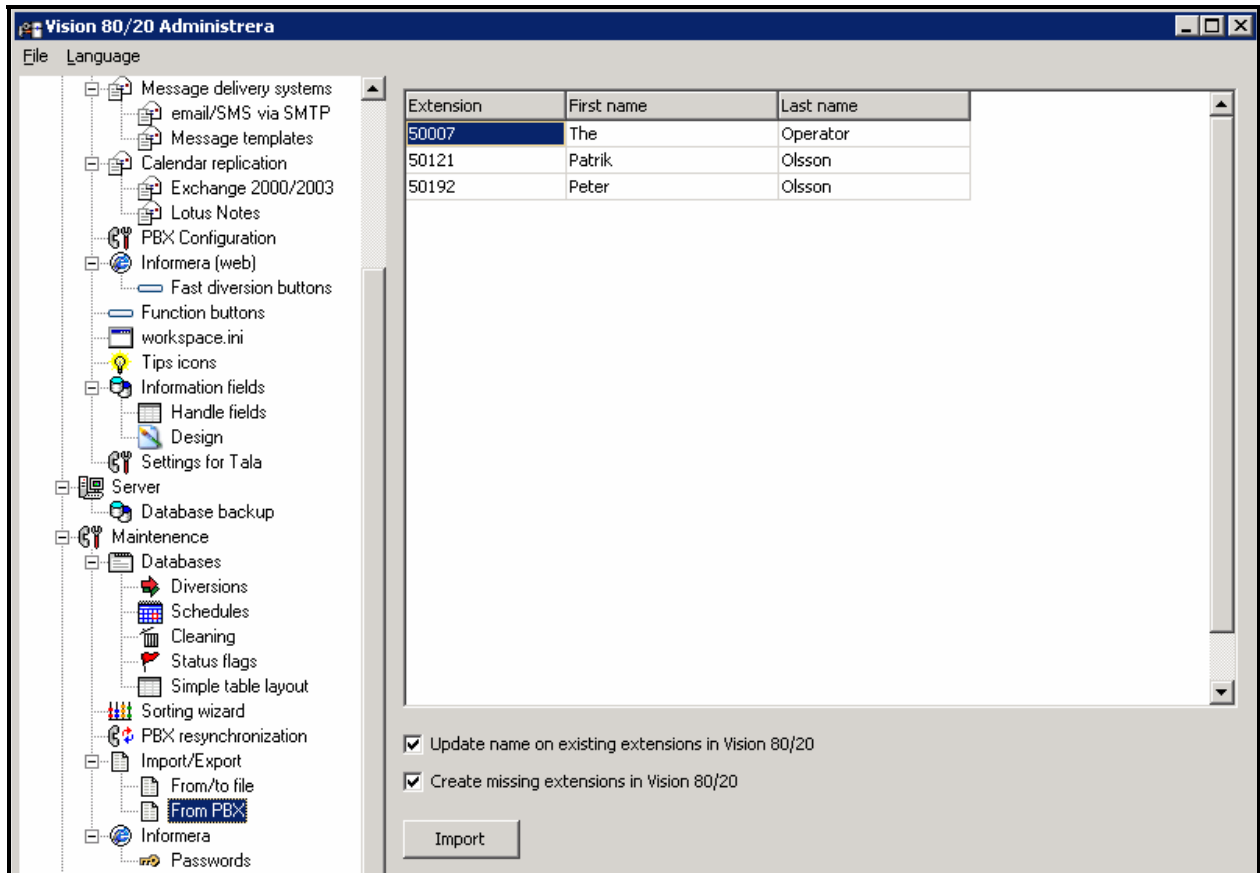 Vision 80/20 Administrera
File Language
Message delivery systems
email/SMS via SMTP
Message templates
Calendar replication
Exchange 2000/2003
Lotus Notes
PBX Configuration
Informera (web)
Fast diversion buttons
Function buttons
workspace.ini
Tips icons
Information fields
Handle fields
Design
Settings for Tala
Server
Database backup
Maintenence
Databases
Diversions
Schedules
Cleaning
Status flags
Simple table layout
Sorting wizard
PBX resynchronization
Import/Export
From/to file
From PBX
Informera
Passwords
Extension First name Last name
50007 The Operator
50121 Patrik Olsson
50192 Peter Olsson
Update name on existing extensions in Vision 80/20
Create missing extensions in Vision 80/20
Import